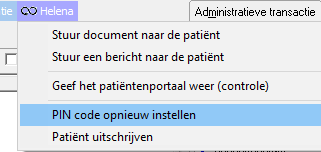 tie Helena Administratieve transactie
Stuur document naar de patiënt
Stuur een bericht naar de patiënt
Geef het patiëntenportaal weer (controle)
PIN code opnieuw instellen
Patiënt uitschrijven